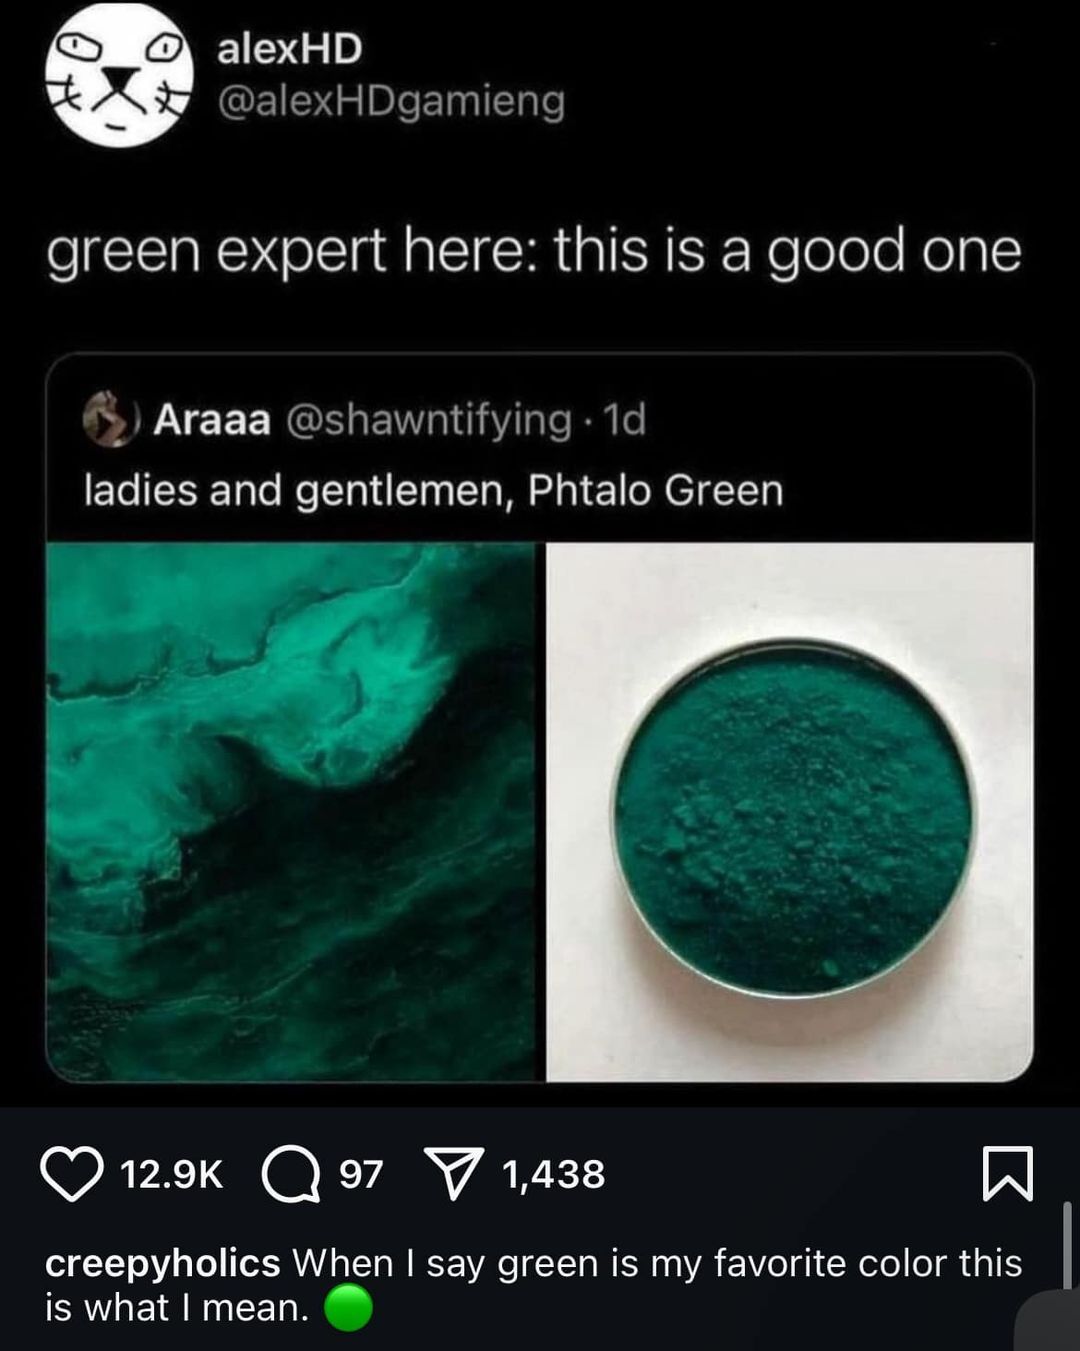 alexHD
@alexHDgamieng
green expert here: this is a good one
Araaa @shawntifying · 1d
ladies and gentlemen, Phtalo Green
12.9K 97 1,438
creepyholics When I say green is my favorite color this
is what I mean. 🟢